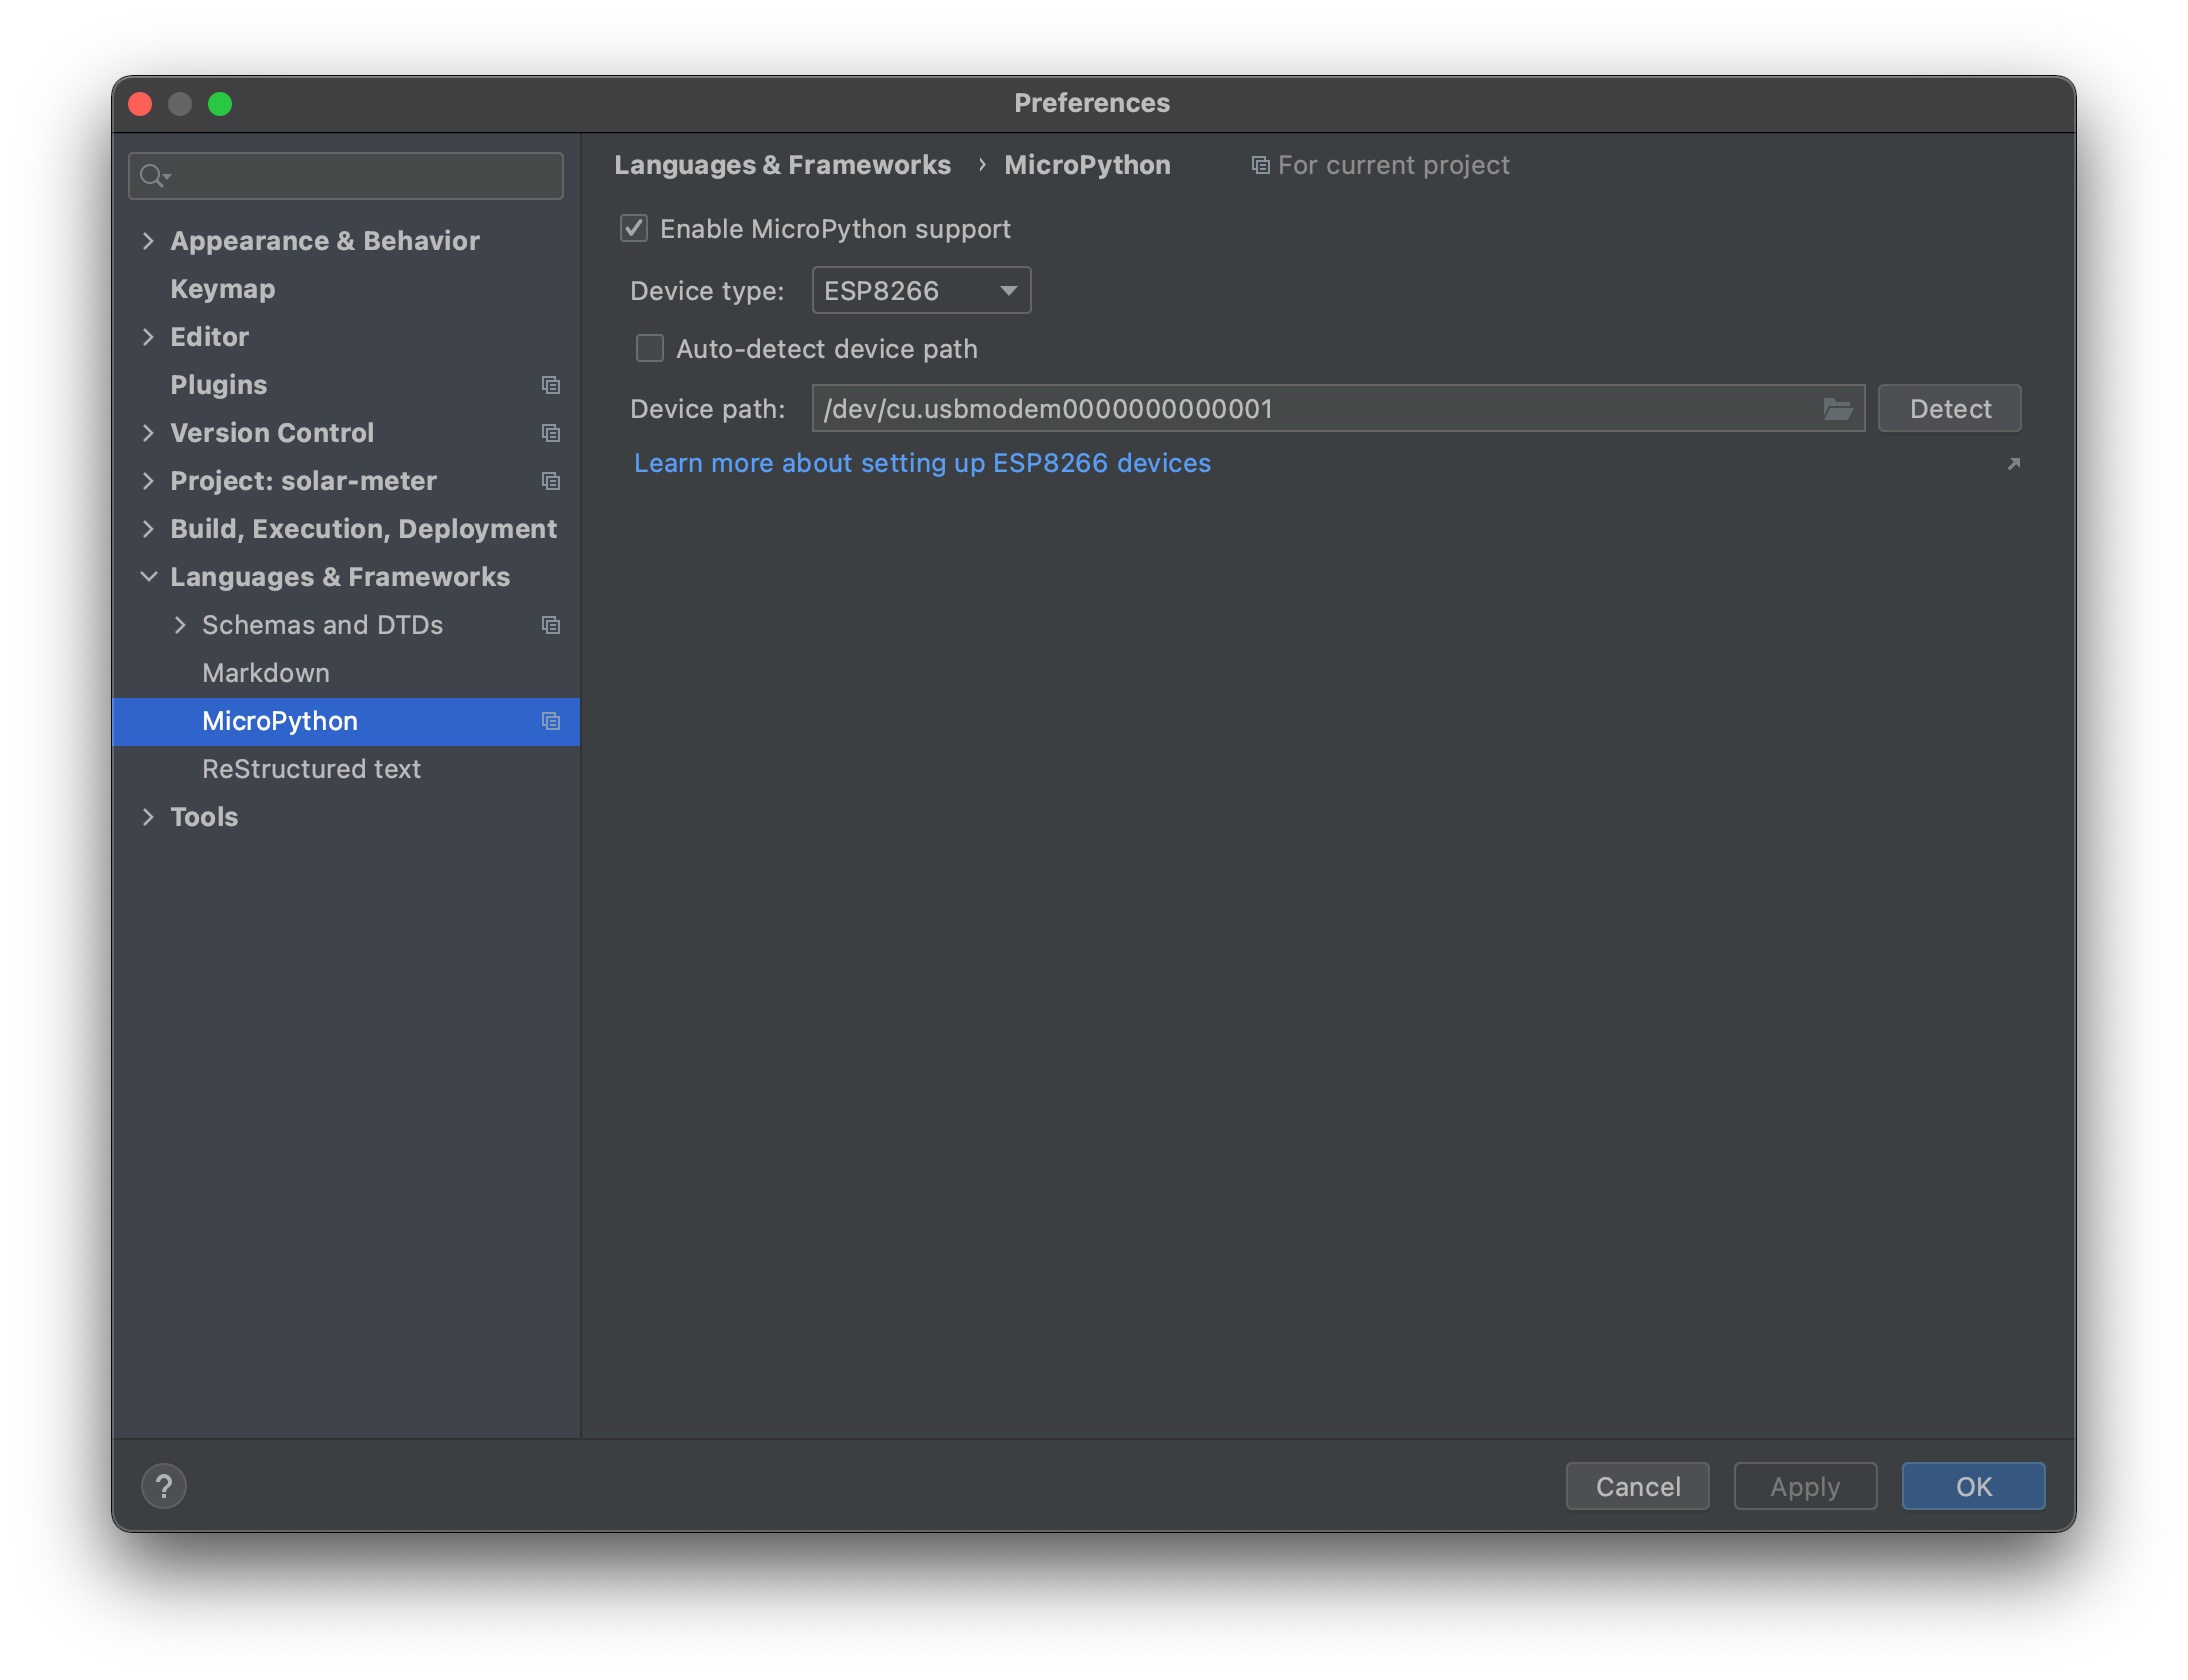 Preferences
Appearance & Behavior
Keymap
Editor
Plugins
Version Control
Project: solar-meter
Build, Execution, Deployment
Languages & Frameworks
Schemas and DTDs
Markdown
MicroPython
ReStructured text
Tools
Languages & Frameworks › MicroPython For current project
Enable MicroPython support
Device type: ESP8266
Auto-detect device path
Device path: /dev/cu.usbmodem0000000000001 Detect
Learn more about setting up ESP8266 devices
? Cancel Apply OK